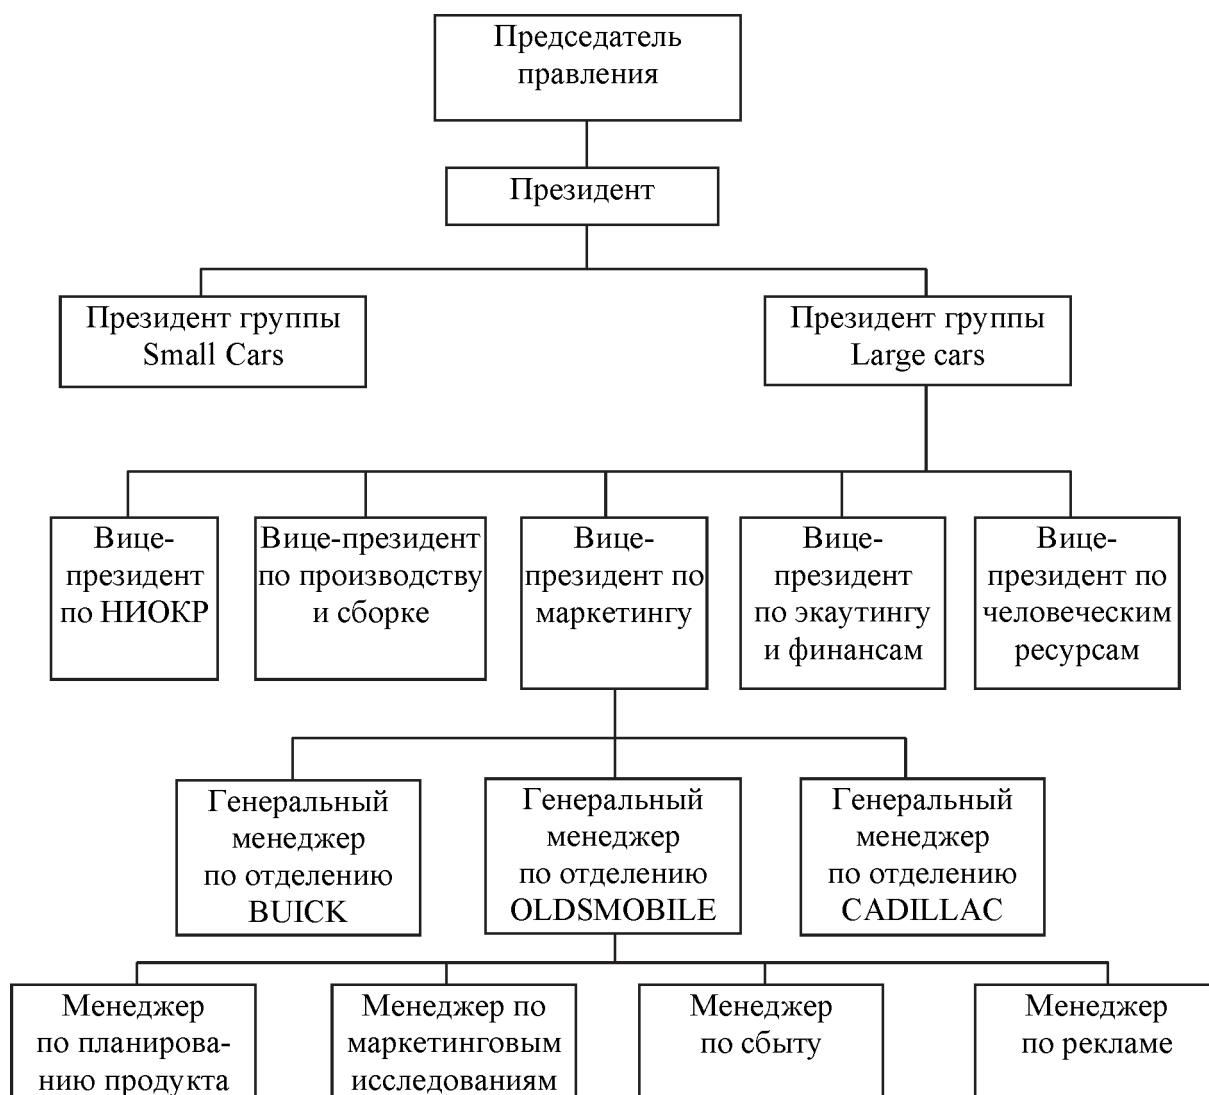 Председатель
правления
Президент
Президент группы
Small Cars
Президент группы
Large cars
Вице-
президент
по НИОКР
Вице-президент
по производству
и сборке
Вице-
президент по
маркетингу
Вице-
президент
по экаутингу
и финансам
Вице-
президент по
человеческим
ресурсам
Генеральный
менеджер
по отделению
BUICK
Генеральный
менеджер
по отделению
OLDSMOBILE
Генеральный
менеджер
по отделению
CADILLAC
Менеджер
по планирова-
нию продукта
Менеджер по
маркетинговым
исследованиям
Менеджер
по сбыту
Менеджер
по рекламе